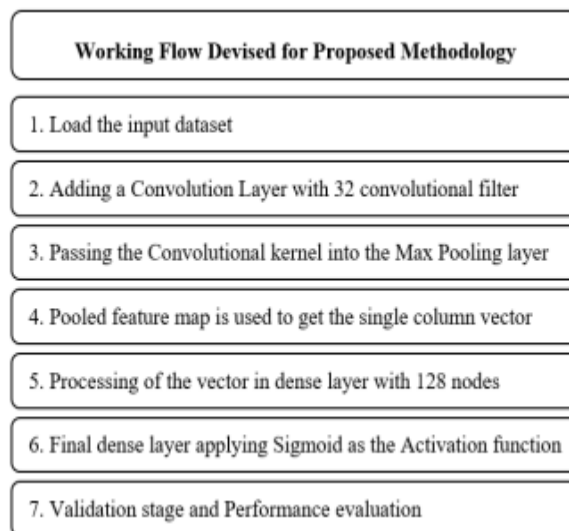 Working Flow Devised for Proposed Methodology
1. Load the input dataset
2. Adding a Convolution Layer with 32 convolutional filter
3. Passing the Convolutional kernel into the Max Pooling layer
4. Pooled feature map is used to get the single column vector
5. Processing of the vector in dense layer with 128 nodes
6. Final dense layer applying Sigmoid as the Activation function
7. Validation stage and Performance evaluation